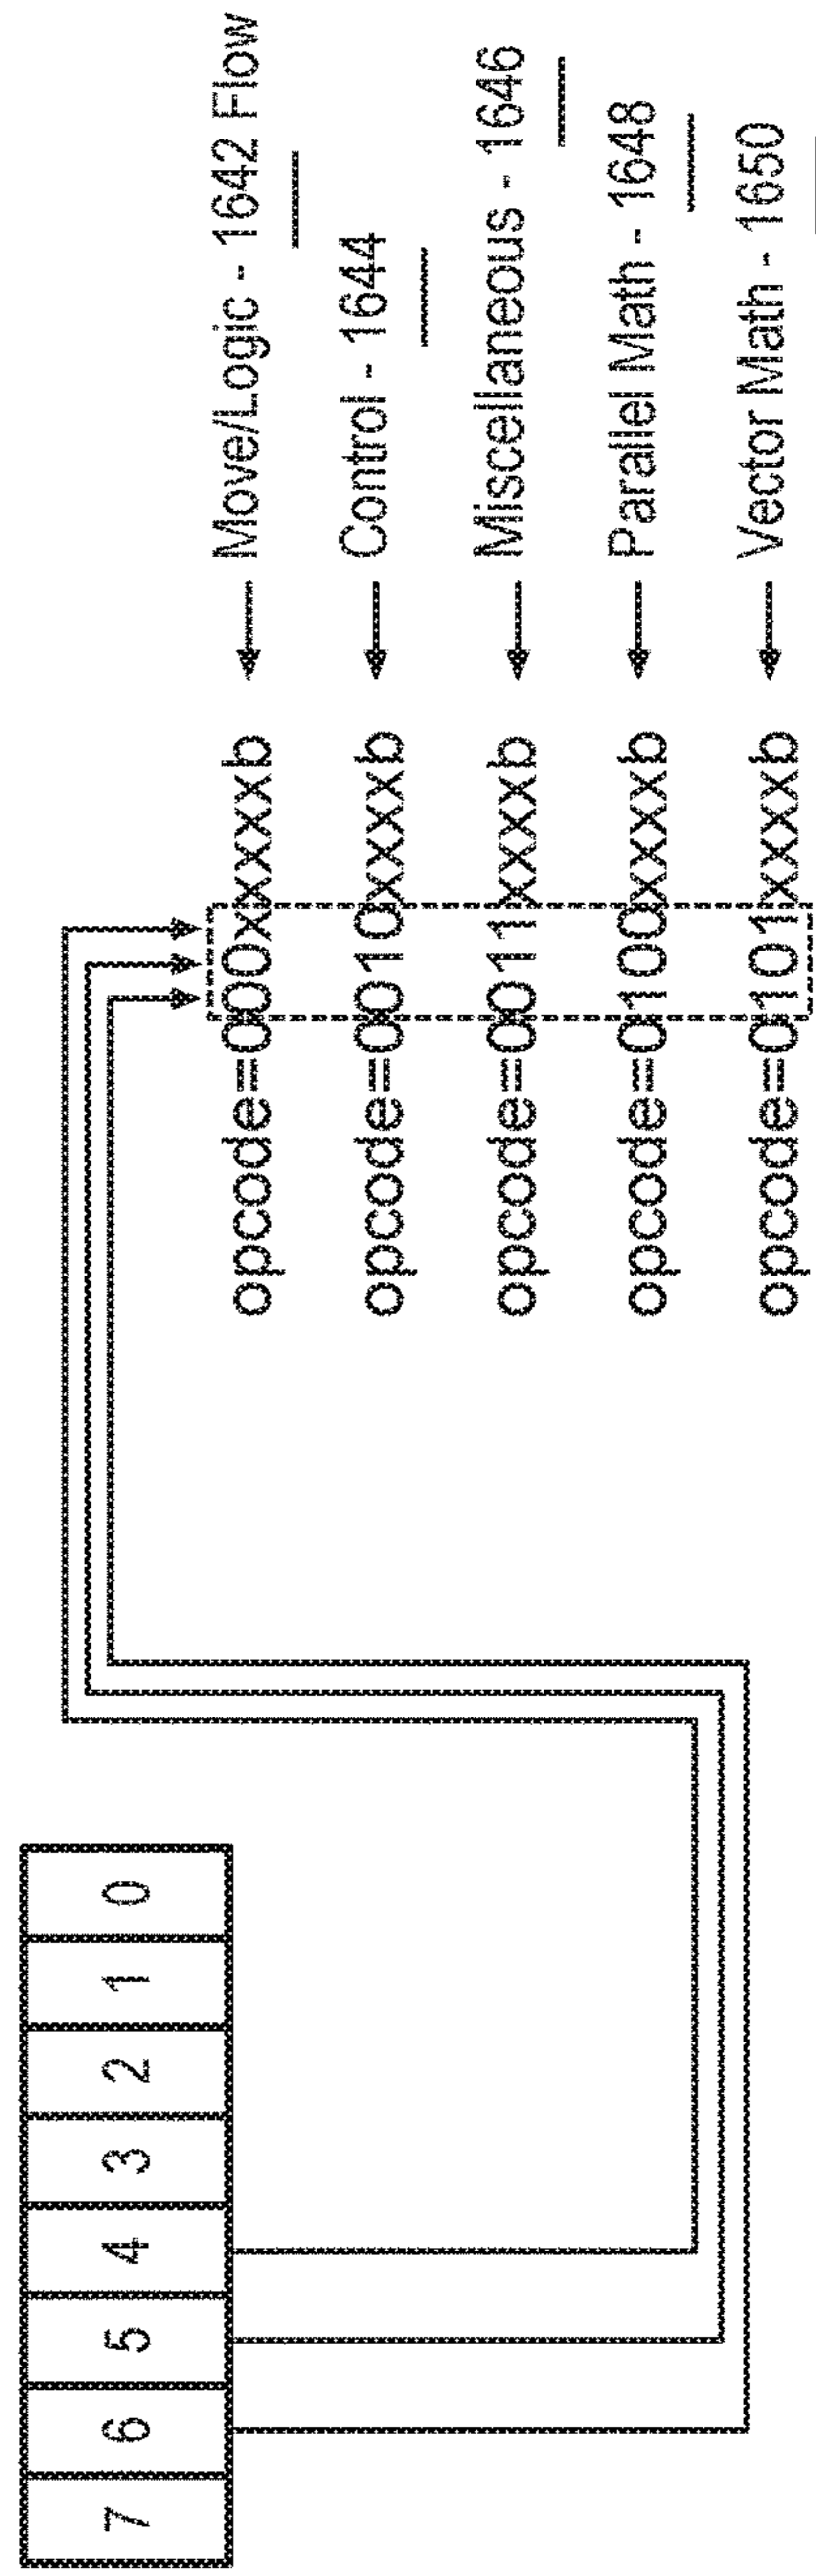 7 6 5 4 3 2 1 0
opcode=000xxxxxb ← Move/Logic - 1642 Flow
opcode=0010xxxxb ← Control - 1644
opcode=0011xxxxb ← Miscellaneous - 1646
opcode=0100xxxxb ← Parallel Math - 1648
opcode=0101xxxxb ← Vector Math - 1650